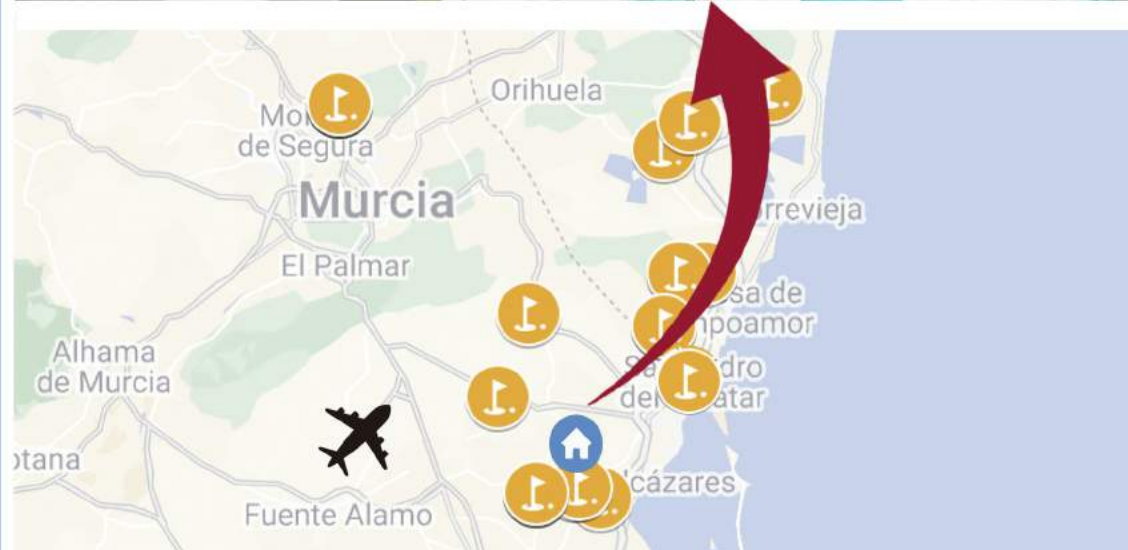 Orihuela
de Segura
Murcia
rrevieja
El Palmar
sa de
mpoamor
Alhama
de Murcia
dro
del atar
tana
cázares
Fuente Alamo